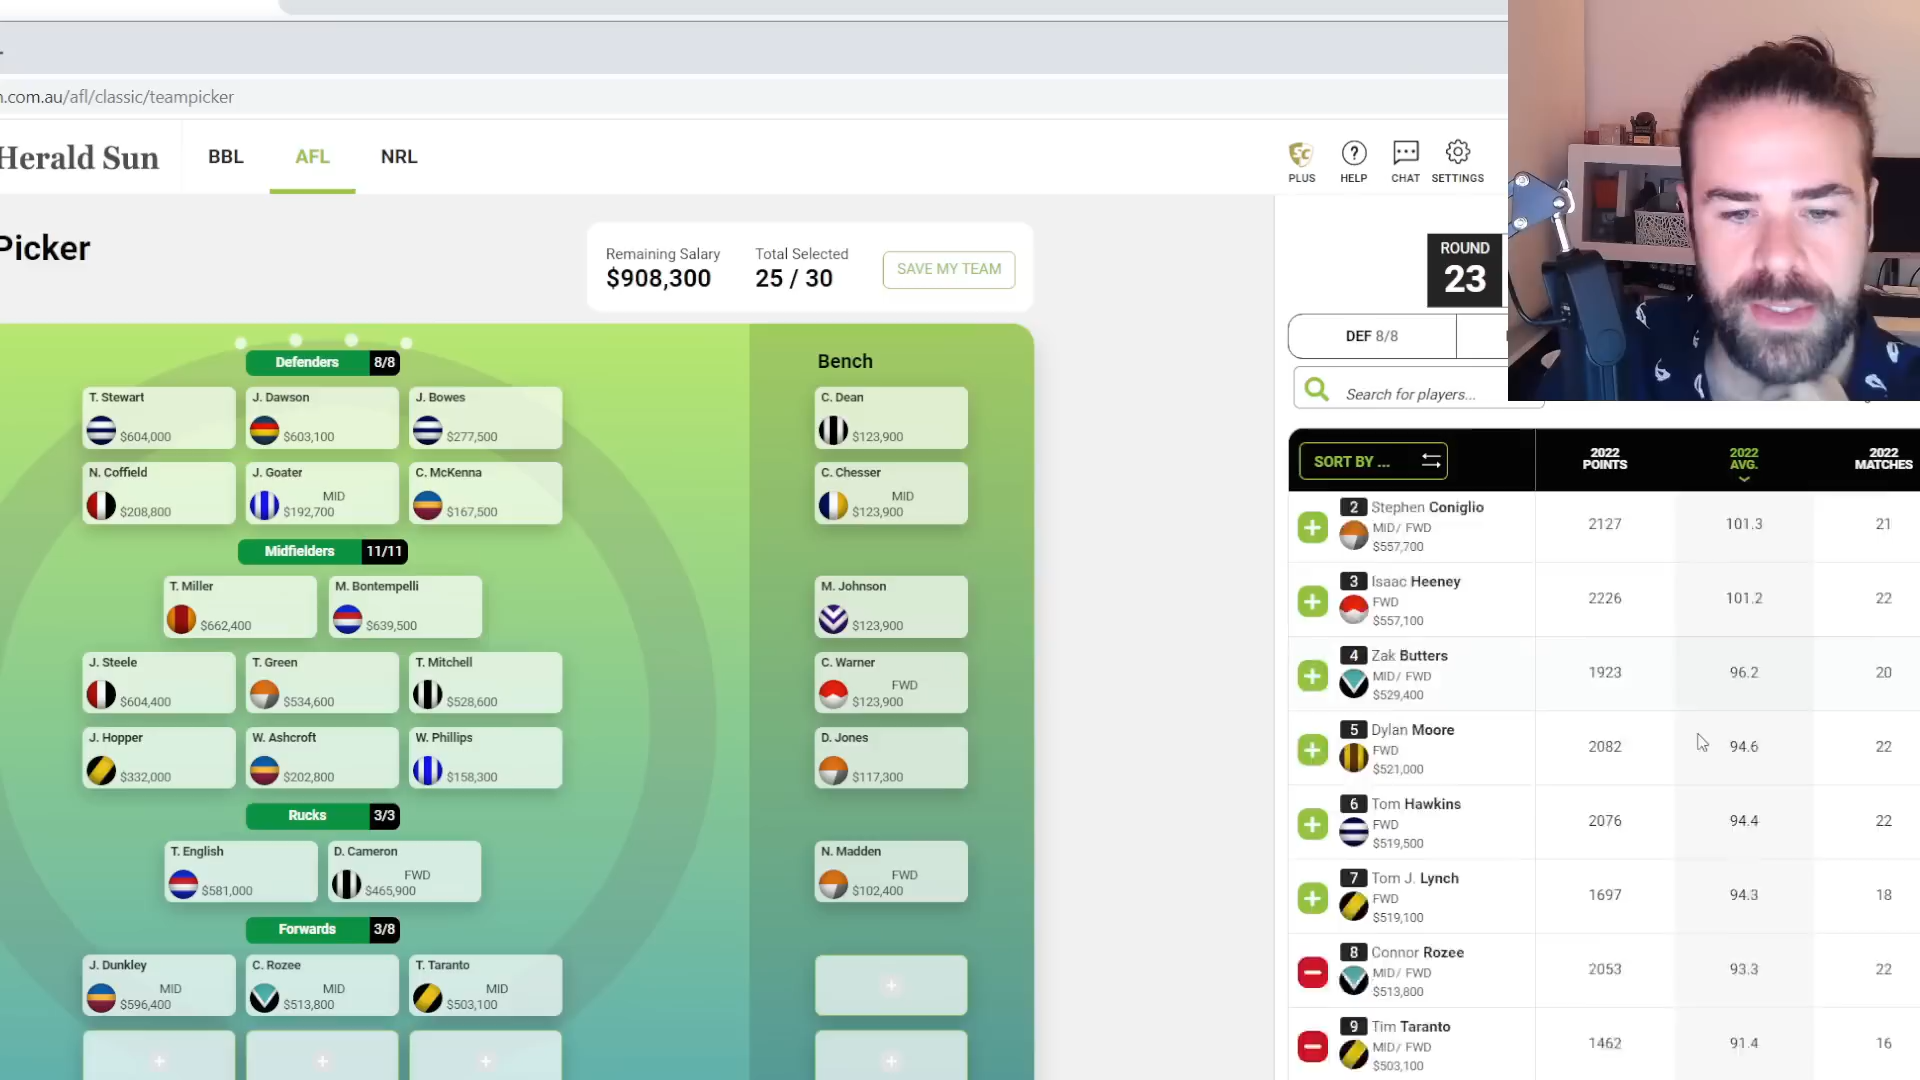 n.com.au/afl/classic/teampicker
Herald Sun
BBL
AFL
NRL
PLUS
HELP
CHAT
SETTINGS
Picker
Remaining Salary
$908,300
Total Selected
25 / 30
SAVE MY TEAM
ROUND
23
DEF 8/8
Search for players...
Defenders 8/8
Bench
T. Stewart
$604,000
J. Dawson
$603,100
J. Bowes
$277,500
C. Dean
$123,900
N. Coffield
$208,800
J. Goater
MID
$192,700
C. McKenna
$167,500
C. Chesser
MID
$123,900
Midfielders 11/11
T. Miller
$662,400
M. Bontempelli
$639,500
M. Johnson
$123,900
J. Steele
$604,400
T. Green
$534,600
T. Mitchell
$528,600
C. Warner
FWD
$123,900
J. Hopper
$332,000
W. Ashcroft
$202,800
W. Phillips
$158,300
D. Jones
$117,300
Rucks 3/3
T. English
$581,000
D. Cameron
FWD
$465,900
N. Madden
FWD
$102,400
Forwards 3/8
J. Dunkley
MID
$596,400
C. Rozee
MID
$513,800
T. Taranto
MID
$503,100
SORT BY ...
2022 POINTS
2022 AVG.
2022 MATCHES
2 Stephen Coniglio
MID/ FWD
$557,700
2127 101.3 21
3 Isaac Heeney
FWD
$557,100
2226 101.2 22
4 Zak Butters
MID/ FWD
$529,400
1923 96.2 20
5 Dylan Moore
FWD
$521,000
2082 94.6 22
6 Tom Hawkins
FWD
$519,500
2076 94.4 22
7 Tom J. Lynch
FWD
$519,100
1697 94.3 18
8 Connor Rozee
MID/ FWD
$513,800
2053 93.3 22
9 Tim Taranto
MID/ FWD
$503,100
1462 91.4 16